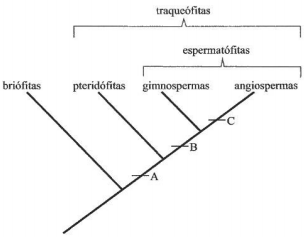 traqueófitas
espermatófitas
briófitas pteridófitas gimnospermas angiospermas
C
B
A